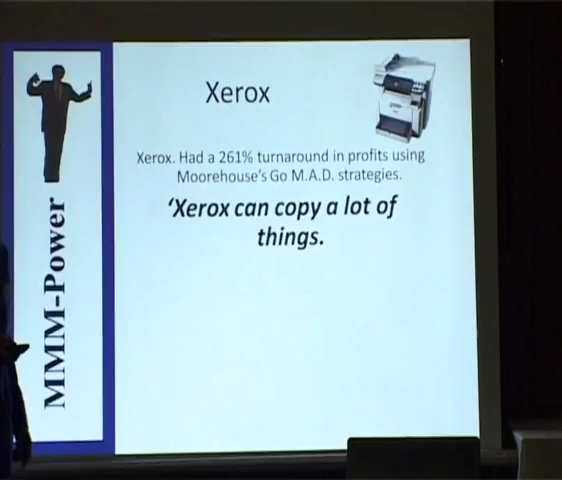 Xerox
Xerox. Had a 261% turnaround in profits using
Moorehouse's Go M.A.D. strategies.
‘Xerox can copy a lot of
things.
MMM-Power